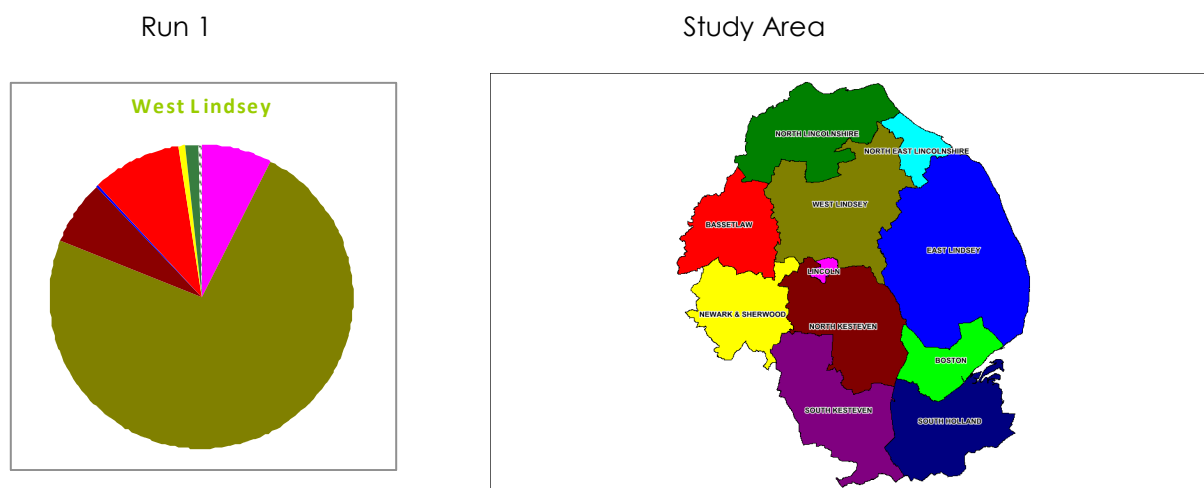 Run 1
Study Area
West Lindsey
NORTH LINCOLNSHIRE
NORTH EAST LINCOLNSHIRE
WEST LINDSEY
BASSETLAW
EAST LINDSEY
LINCOLN
NEWARK & SHERWOOD
NORTH KESTEVEN
BOSTON
SOUTH KESTEVEN
SOUTH HOLLAND